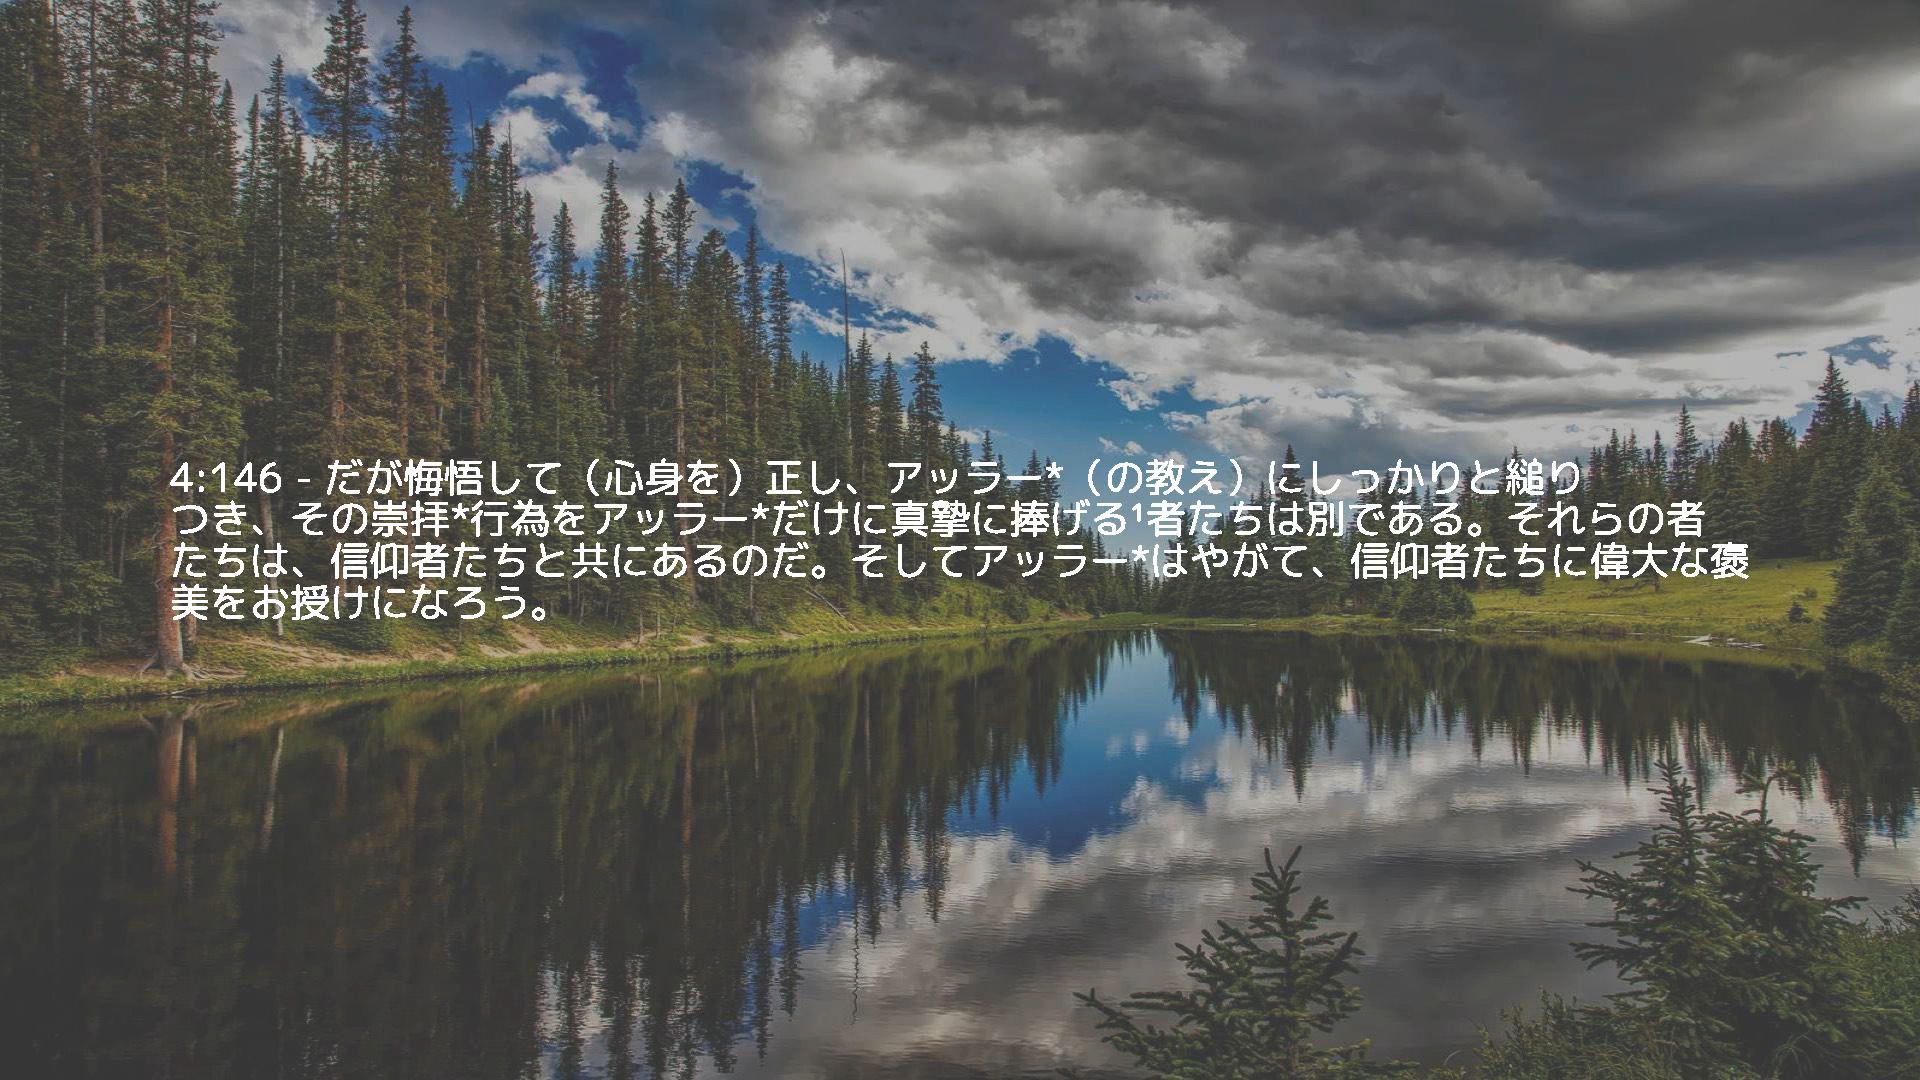 4:146 - だが悔悟して（心身を）正し、アッラー*（の教え）にしっかりと縋り
つき、その崇拝*行為をアッラー*だけに真摯に捧げる¹者たちは別である。それらの者
たちは、信仰者たちと共にあるのだ。そしてアッラー*はやがて、信仰者たちに偉大な褒
美をお授けになろう。